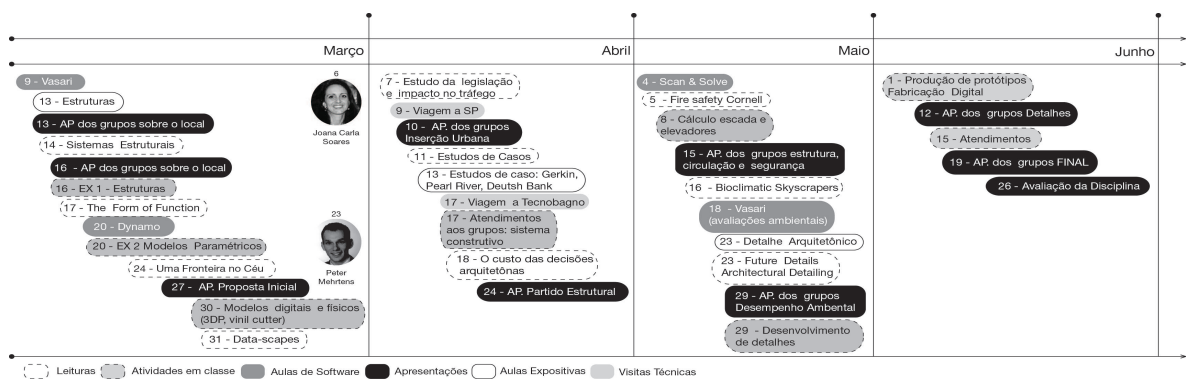 Março
Abril
Maio
Junho
9 - Vasari
13 - Estruturas
13 - AP dos grupos sobre o local
14 - Sistemas Estruturais
16 - AP dos grupos sobre o local
16 - EX 1 - Estruturas
17 - The Form of Function
20 - Dynamo
20 - EX 2 Modelos Paramétricos
24 - Uma Fronteira no Céu
27 - AP. Proposta Inicial
30 - Modelos digitais e físicos
(3DP, vinil cutter)
31 - Data-scapes
6
Joana Carla
Soares
23
Peter
Mehrtens
7 - Estudo da legislação
e impacto no tráfego
9 - Viagem a SP
10 - AP. dos grupos
Inserção Urbana
11 - Estudos de Casos
13 - Estudos de caso: Gerkin,
Pearl River, Deutsh Bank
17 - Viagem a Tecnobagno
17 - Atendimentos
aos grupos: sistema
construtivo
18 - O custo das decisões
arquitetônas
24 - AP. Partido Estrutural
4 - Scan & Solve
5 - Fire safety Cornell
8 - Cálculo escada e
elevadores
15 - AP. dos grupos estrutura,
circulação e segurança
16 - Bioclimatic Skyscrapers
18 - Vasari
(avaliações ambientais)
23 - Detalhe Arquitetônico
23 - Future Details
Architectural Detailing
29 - AP. dos grupos
Desempenho Ambental
29 - Desenvolvimento
de detalhes
1 - Produção de protótipos
Fabricação Digital
12 - AP. dos grupos Detalhes
15 - Atendimentos
19 - AP. dos grupos FINAL
26 - Avaliação da Disciplina
Leituras
Atividades em classe
Aulas de Software
Apresentações
Aulas Expositivas
Visitas Técnicas